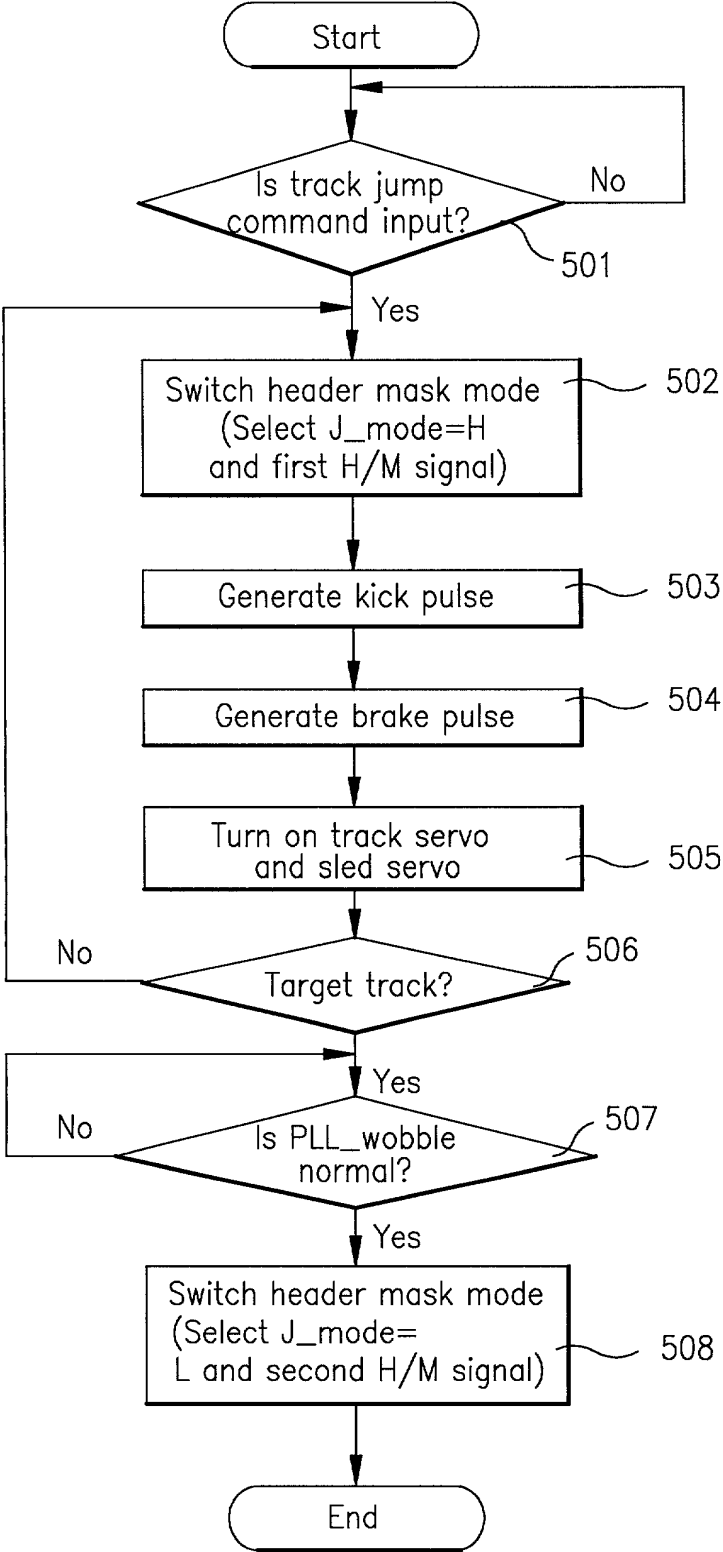 Start
Is track jump
command input?
No
501
Yes
Switch header mask mode
(Select J_mode=H
and first H/M signal)
502
Generate kick pulse
503
Generate brake pulse
504
Turn on track servo
and sled servo
505
No
Target track?
506
Yes
No
Is PLL_wobble
normal?
507
Yes
Switch header mask mode
(Select J_mode=
L and second H/M signal)
508
End